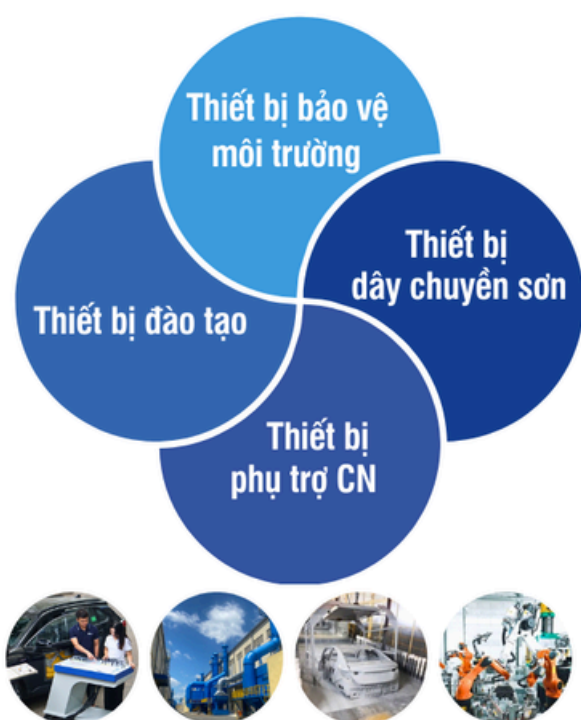 Thiết bị bảo vệ
môi trường
Thiết bị
dây chuyền sơn
Thiết bị đào tạo
Thiết bị
phụ trợ CN